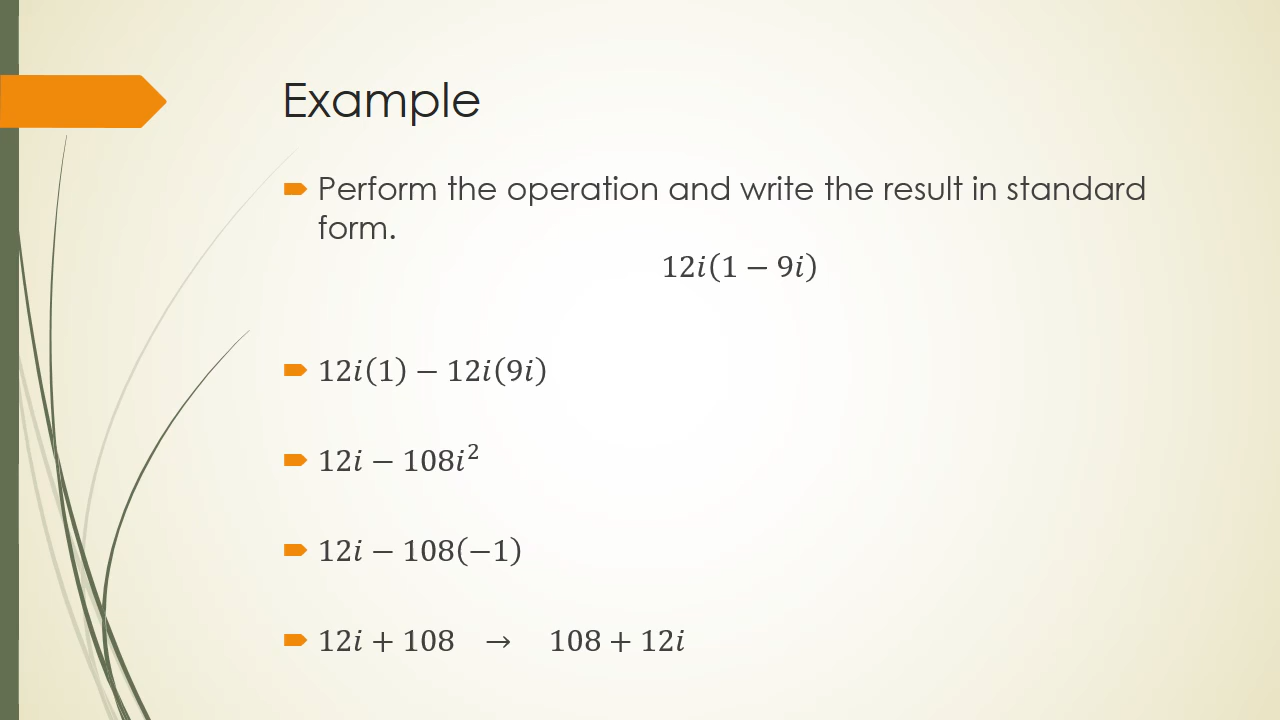 Example
Perform the operation and write the result in standard
form.
12i(1 − 9i)
12i(1) − 12i(9i)
12i − 108i²
12i − 108(−1)
12i + 108 → 108 + 12i